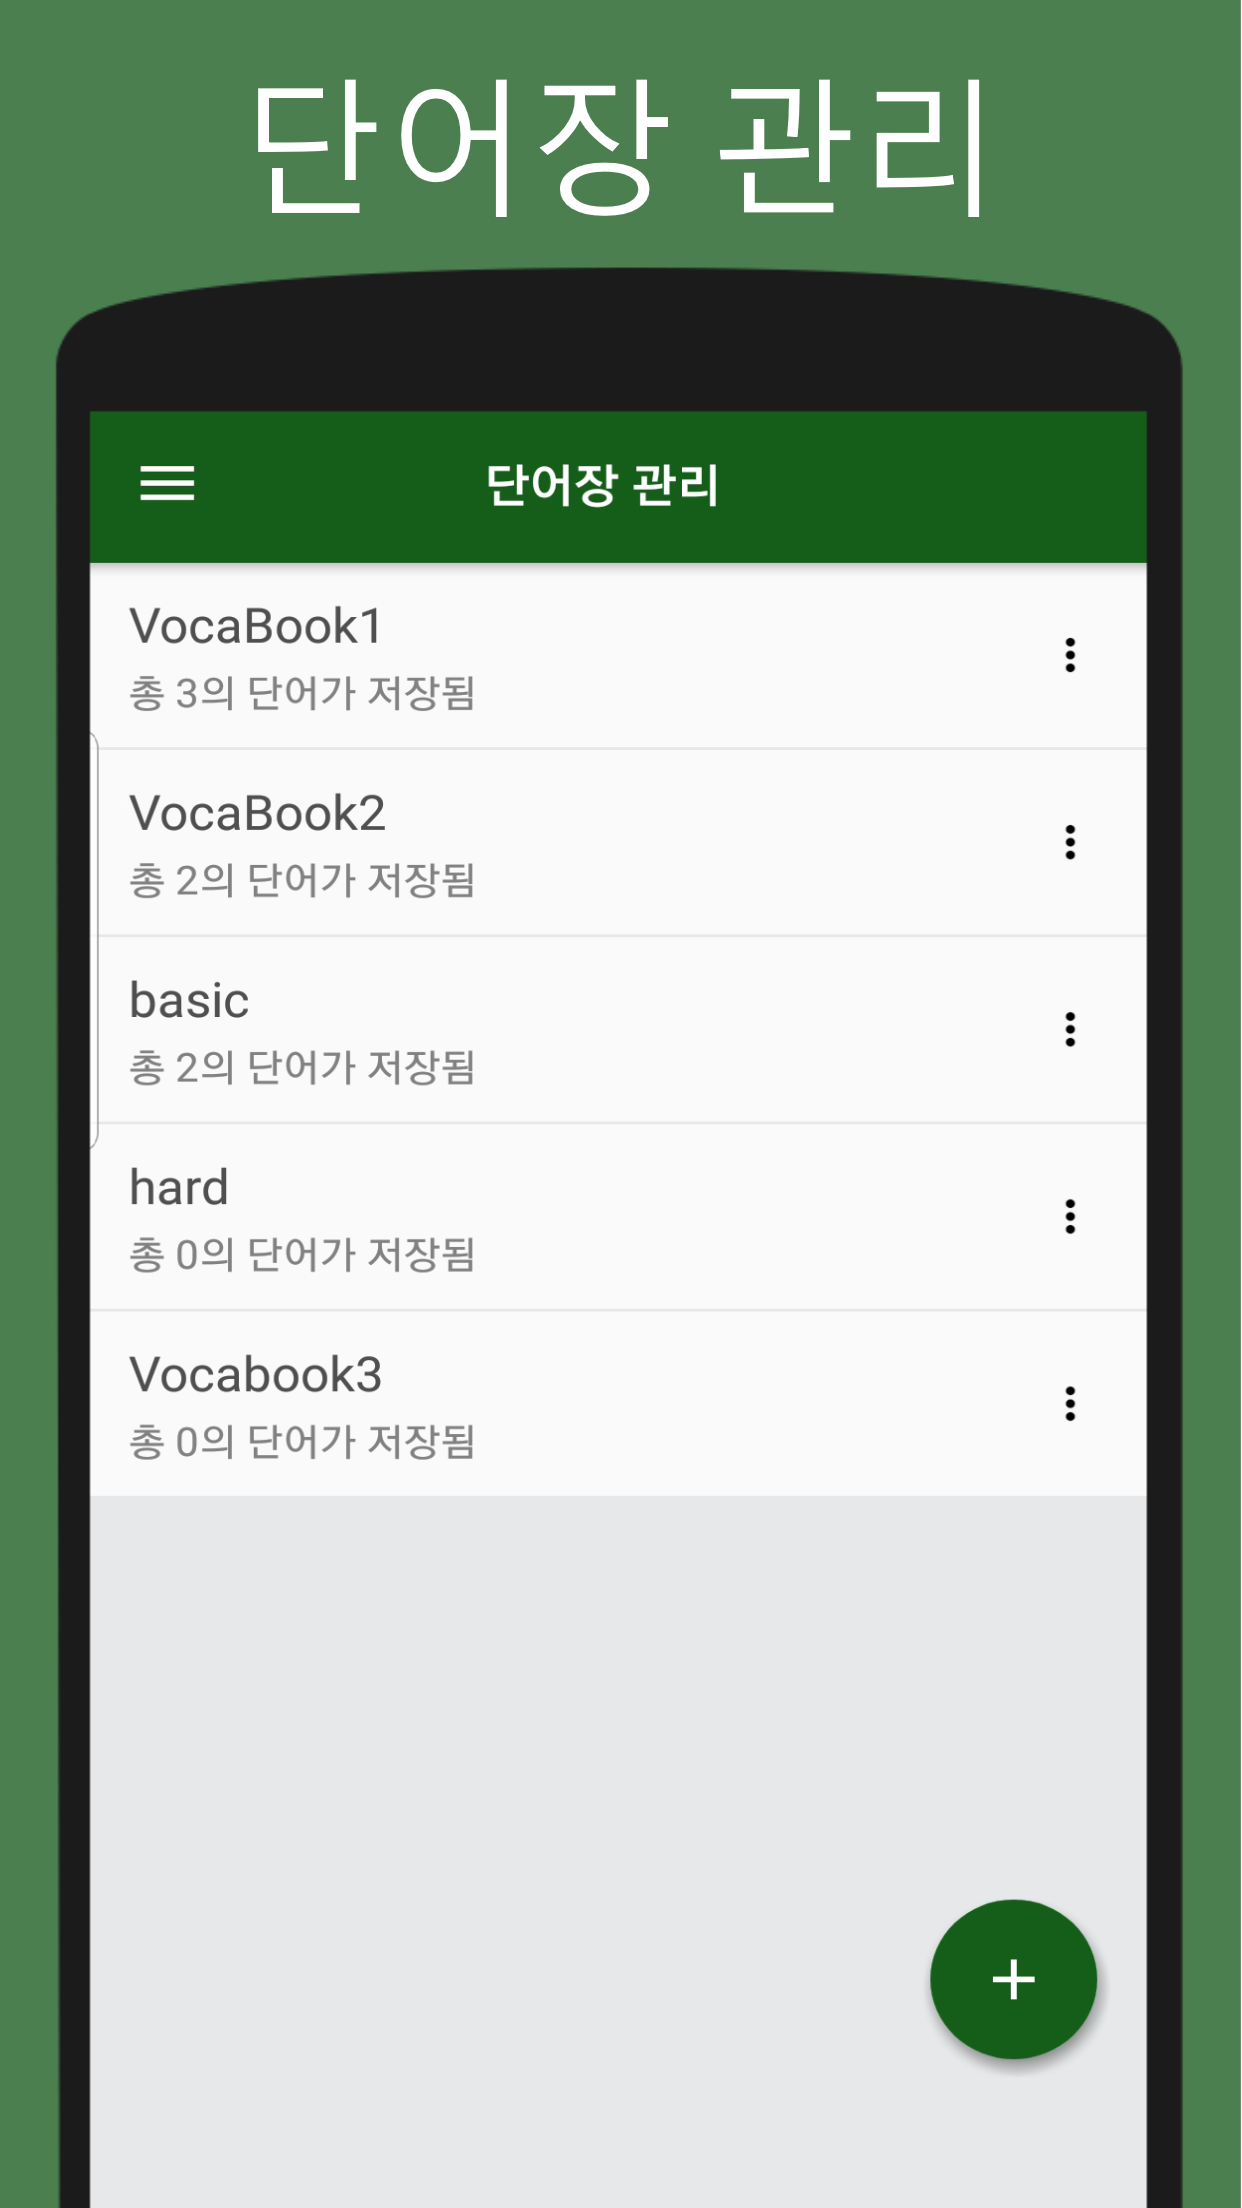 단어장 관리
단어장 관리
VocaBook1
총 3의 단어가 저장됨
VocaBook2
총 2의 단어가 저장됨
basic
총 2의 단어가 저장됨
hard
총 0의 단어가 저장됨
Vocabook3
총 0의 단어가 저장됨